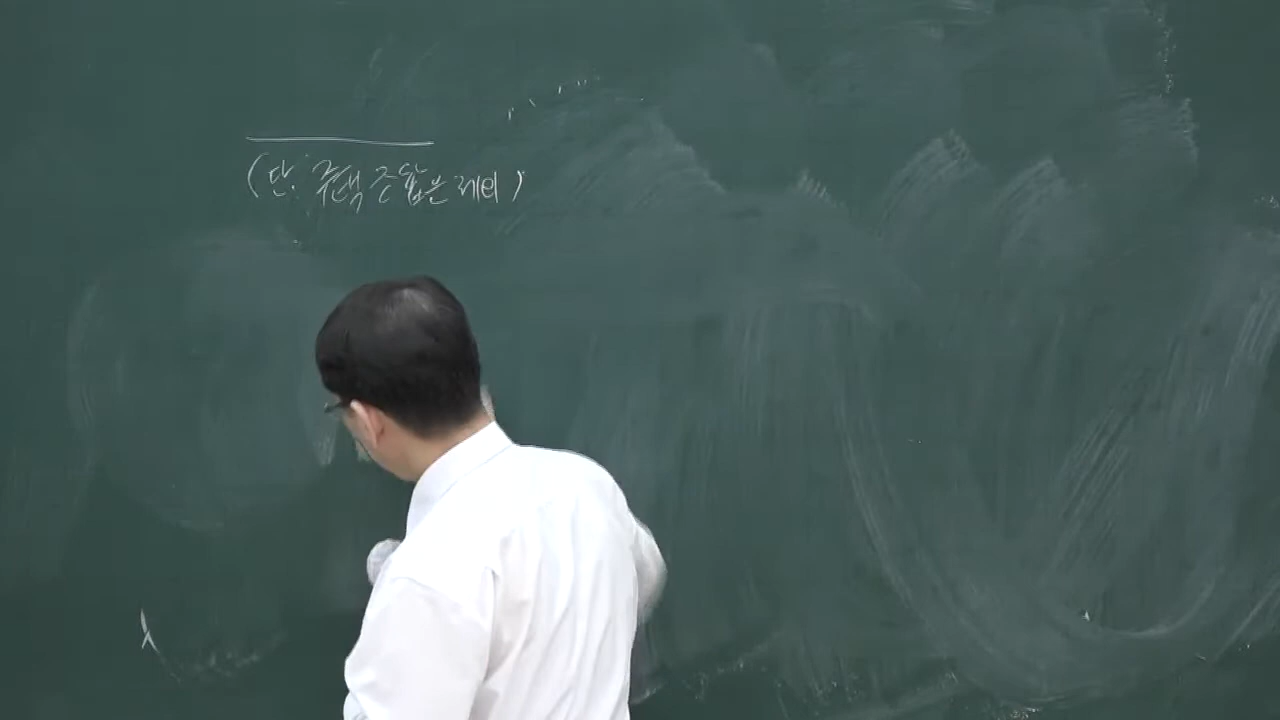 (단. 주택 조합은 제외)